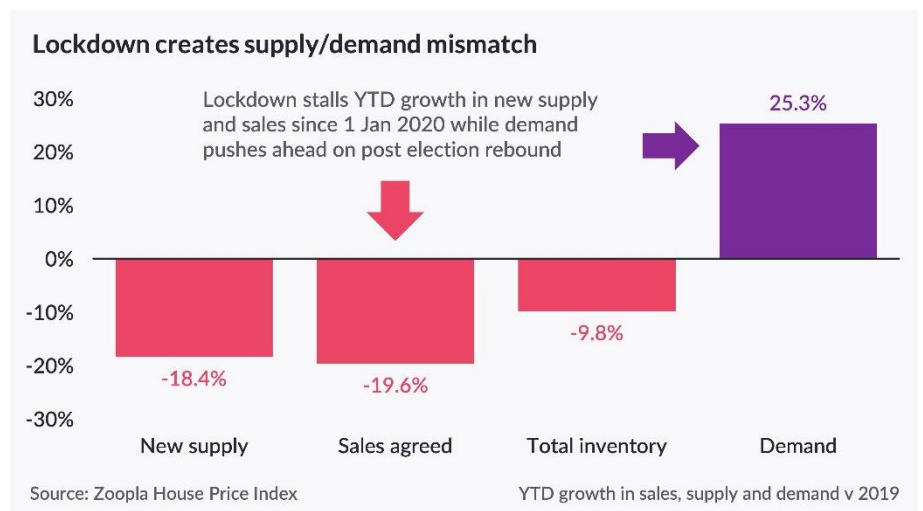 Lockdown creates supply/demand mismatch
30%
20%
10%
0%
-10%
-20%
-30%
Lockdown stalls YTD growth in new supply
and sales since 1 Jan 2020 while demand
pushes ahead on post election rebound
25.3%
-18.4%
-19.6%
-9.8%
New supply
Sales agreed
Total inventory
Demand
Source: Zoopla House Price Index
YTD growth in sales, supply and demand v 2019